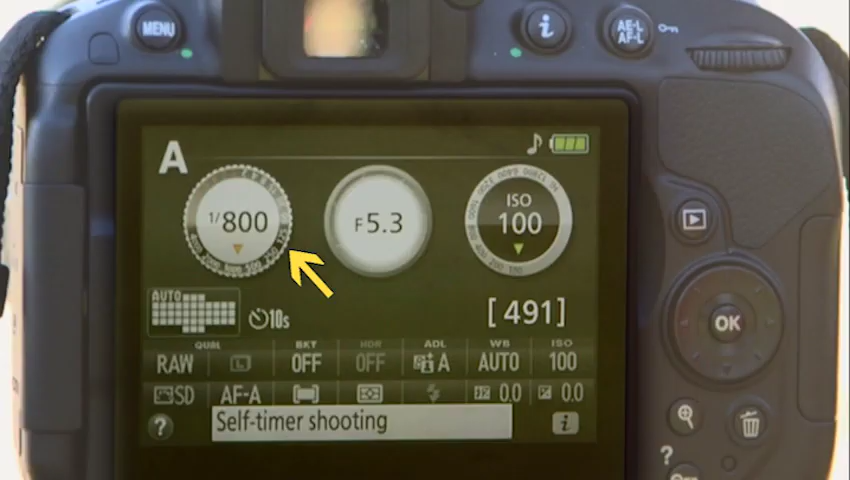 MENU
i
AE-L
AF-L
A
1/800
F5.3
ISO
100
AUTO
10s
[491]
QUAL BKT HDR ADL WB ISO
RAW L OFF OFF A AUTO 100
SD AF-A 0.0 0.0
? Self-timer shooting i
OK
?